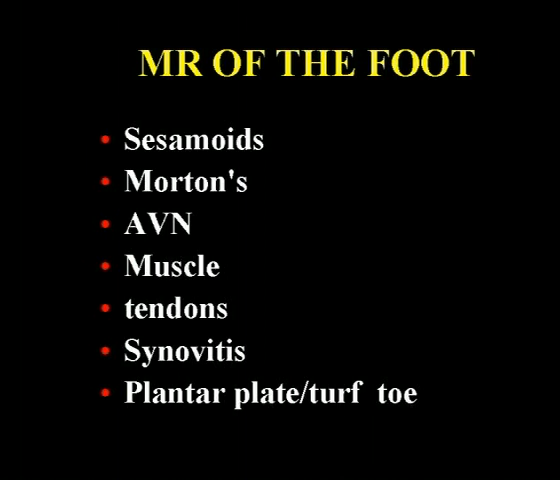 MR OF THE FOOT
• Sesamoids
• Morton's
• AVN
• Muscle
• tendons
• Synovitis
• Plantar plate/turf  toe